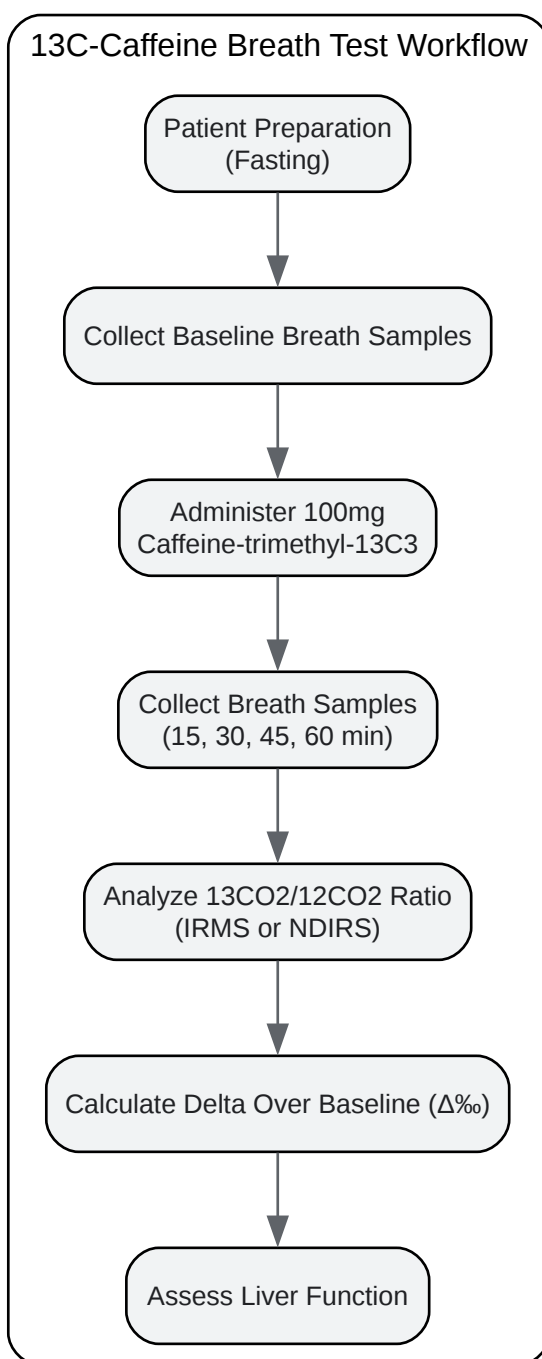 13C-Caffeine Breath Test Workflow
Patient Preparation
(Fasting)
Collect Baseline Breath Samples
Administer 100mg
Caffeine-trimethyl-13C3
Collect Breath Samples
(15, 30, 45, 60 min)
Analyze 13CO2/12CO2 Ratio
(IRMS or NDIRS)
Calculate Delta Over Baseline (Δ‰)
Assess Liver Function